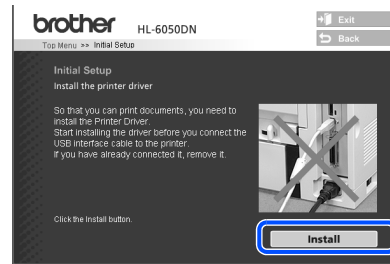 brother
HL-6050DN
Exit
Back
Top Menu >> Initial Setup
Initial Setup
Install the printer driver
So that you can print documents, you need to
install the Printer Driver.
Start installing the driver before you connect the
USB interface cable to the printer.
If you have already connected it, remove it.
Click the Install button.
Install